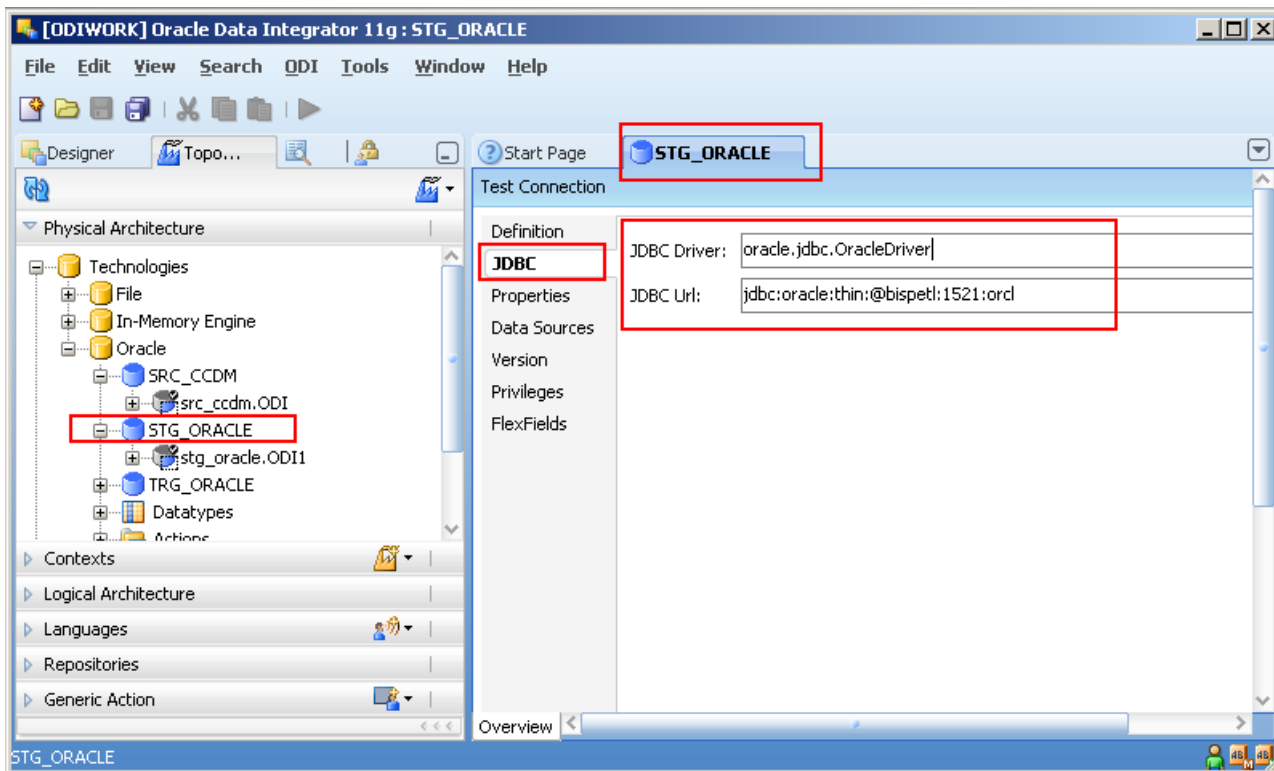 [ODIWORK] Oracle Data Integrator 11g : STG_ORACLE
File Edit View Search ODI Tools Window Help
Designer Topo...
Start Page STG_ORACLE
Test Connection
Physical Architecture
Technologies
File
In-Memory Engine
Oracle
SRC_CCDM
src_ccdm.ODI
STG_ORACLE
stg_oracle.ODI1
TRG_ORACLE
Datatypes
Actions
Contexts
Logical Architecture
Languages
Repositories
Generic Action
Definition
JDBC
Properties
Data Sources
Version
Privileges
FlexFields
JDBC Driver: oracle.jdbc.OracleDriver
JDBC Url: jdbc:oracle:thin:@bispetl:1521:orcl
Overview
STG_ORACLE